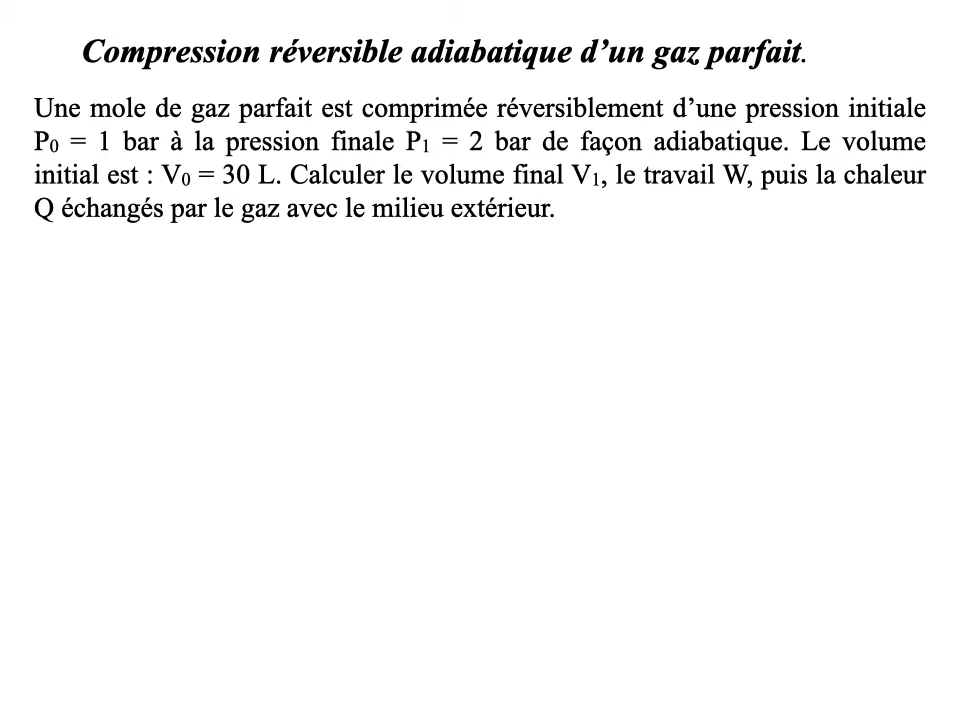 Compression réversible adiabatique d’un gaz parfait.
Une mole de gaz parfait est comprimée réversiblement d’une pression initiale
P0 = 1 bar à la pression finale P1 = 2 bar de façon adiabatique. Le volume
initial est : V0 = 30 L. Calculer le volume final V1, le travail W, puis la chaleur
Q échangés par le gaz avec le milieu extérieur.